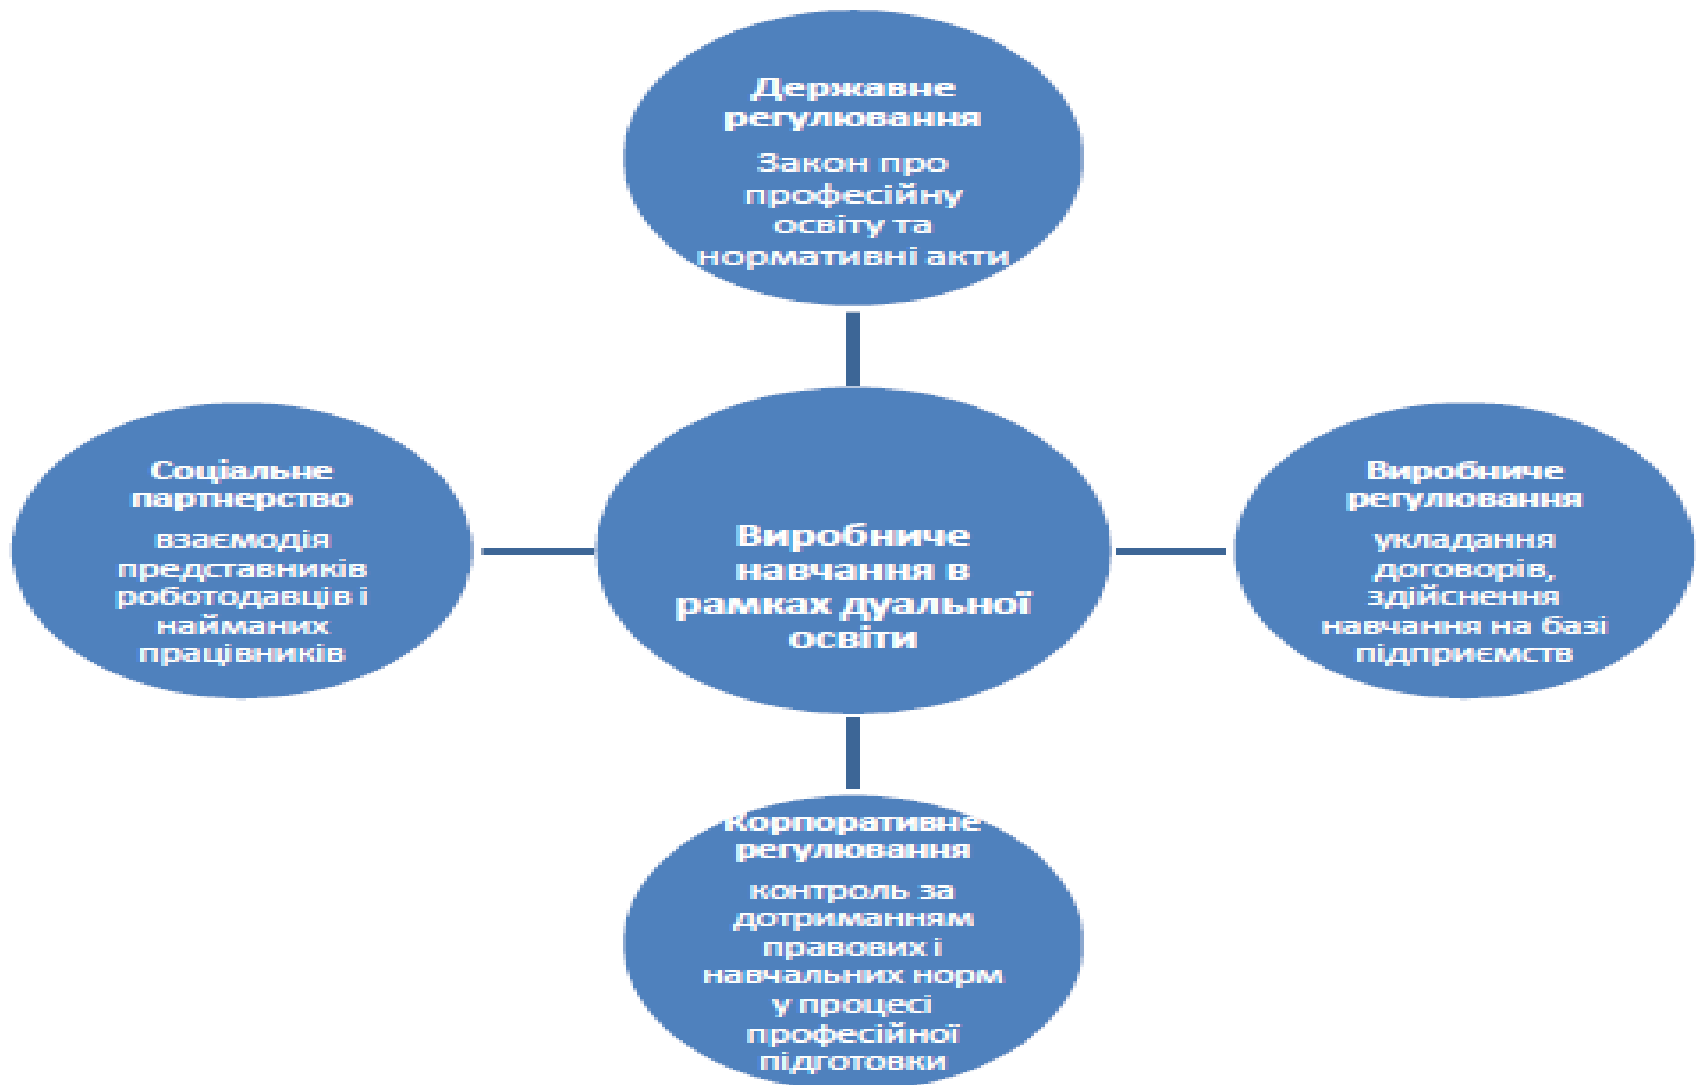 Державне
регулювання
Закон про
професійну
освіту та
нормативні акти
Соціальне
партнерство
взаємодія
представників
роботодавців і
найманих
працівників
Виробниче
навчання в
рамках дуальної
освіти
Виробниче
регулювання
укладання
договорів,
здійснення
навчання на базі
підприємств
Корпоративне
регулювання
контроль за
дотриманням
правових і
навчальних норм
у процесі
професійної
підготовки